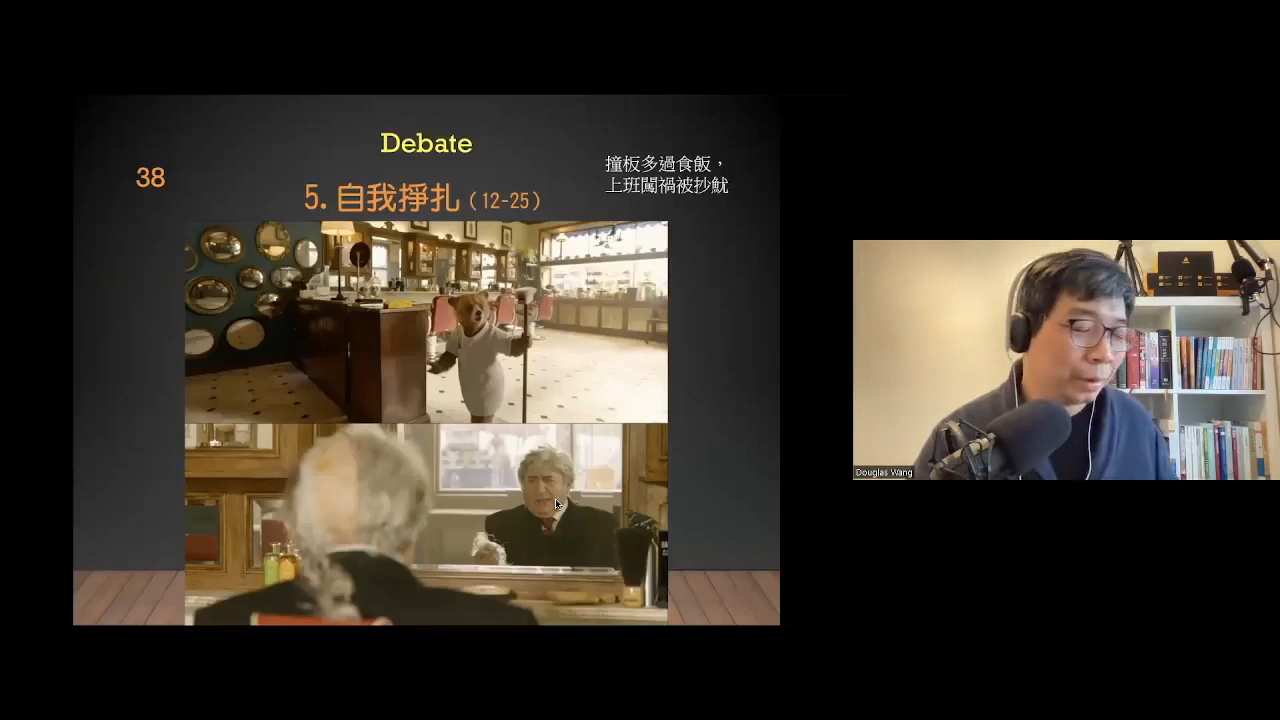 Debate
38
5. 自我掙扎（12-25）
撞板多過食飯，
上班闖禍被抄魷
Douglas Wang